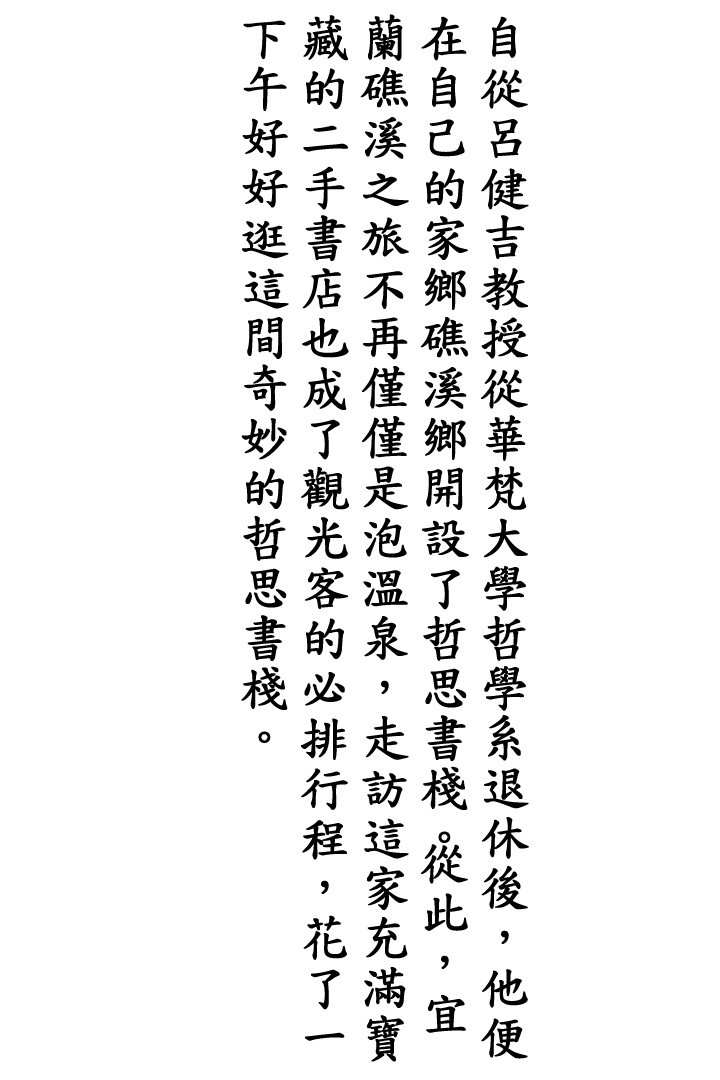 自從呂健吉教授從華梵大學哲學系退休後，他便
在自己的家鄉礁溪鄉開設了哲思書棧。從此，宜
蘭礁溪之旅不再僅僅是泡溫泉，走訪這家充滿寶
藏的二手書店也成了觀光客的必排行程，花了一
下午好好逛這間奇妙的哲思書棧。